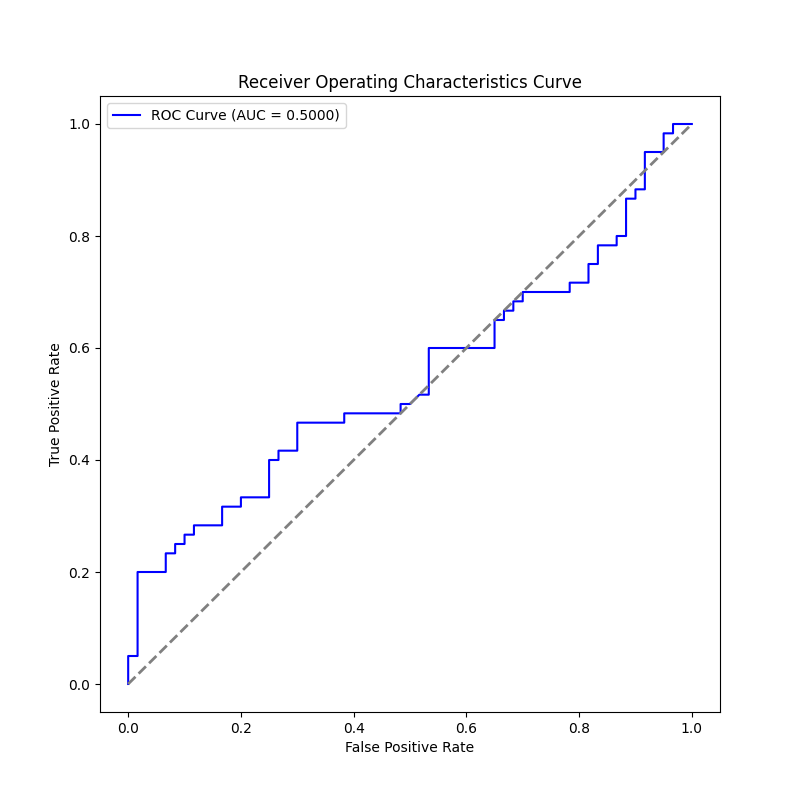 Receiver Operating Characteristics Curve
ROC Curve (AUC = 0.5000)
1.0
0.8
0.6
0.4
0.2
0.0
True Positive Rate
0.0 0.2 0.4 0.6 0.8 1.0
False Positive Rate